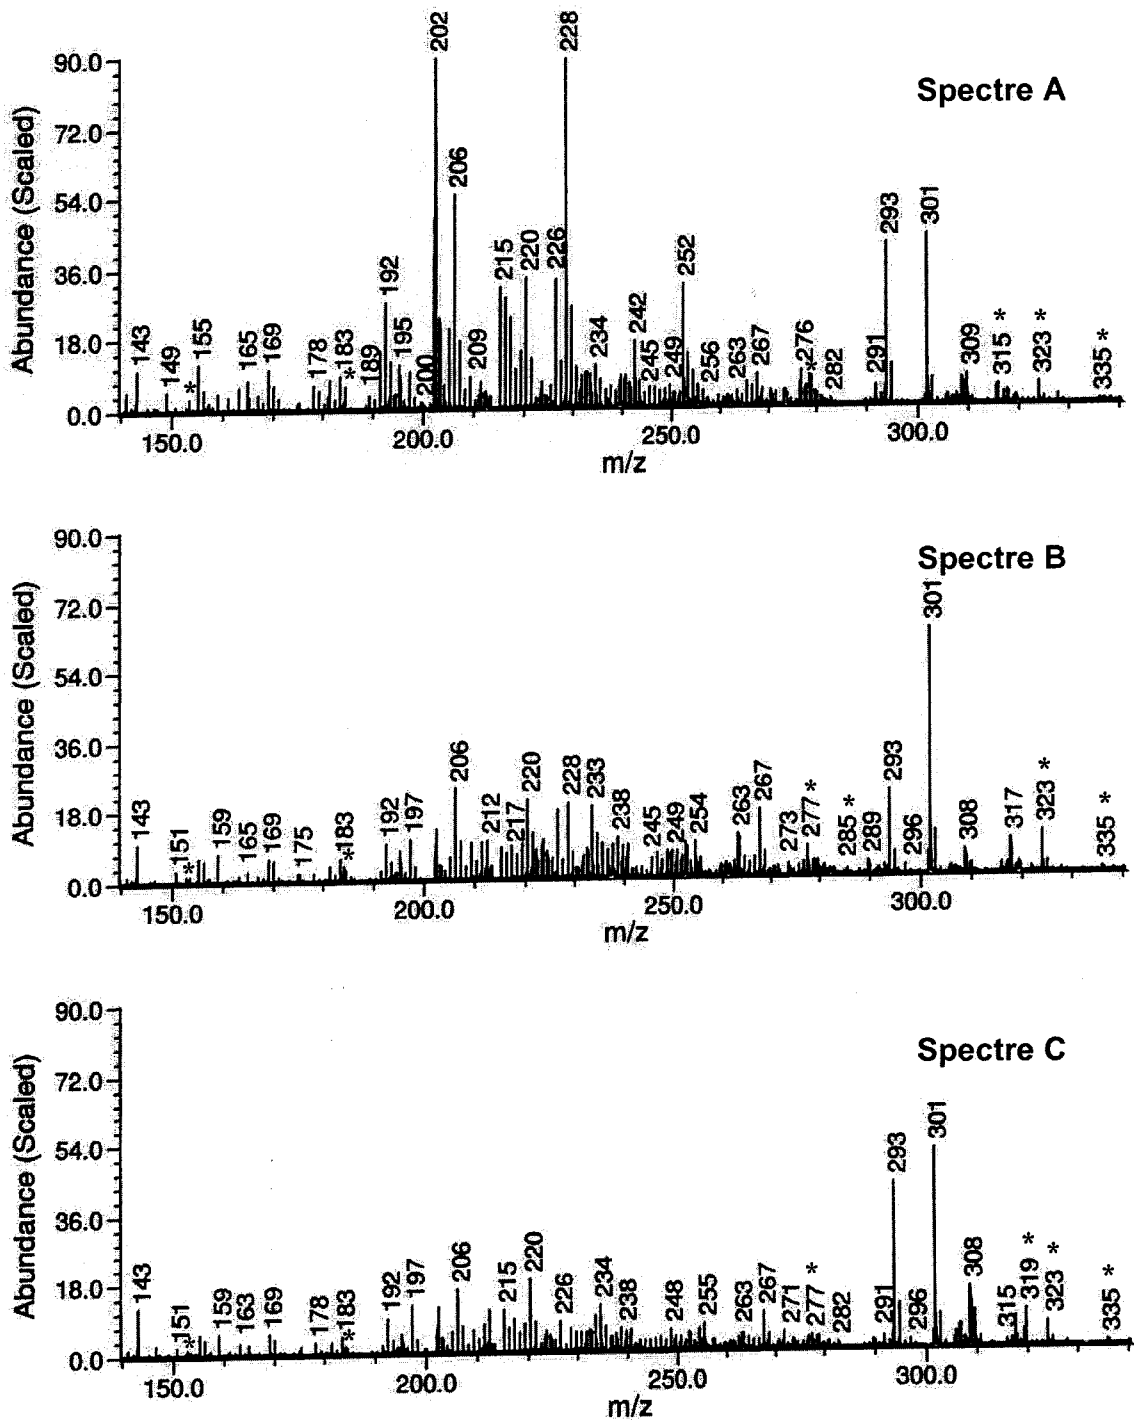 Spectre A
Abundance (Scaled)
90.0
72.0
54.0
36.0
18.0
0.0
143 149 * 155 165 169 178 183 * 189 192 195 200 202 206 209 215 220 226 228 234 242 245 249 252 256 263 267 276 * 282 291 293 301 309 315 * 323 * 335 *
150.0 200.0 250.0 300.0
m/z
Spectre B
Abundance (Scaled)
90.0
72.0
54.0
36.0
18.0
0.0
143 151 * 159 165 169 175 183 * 192 197 206 212 217 220 228 233 238 245 249 254 263 267 273 277 * 285 * 289 293 296 301 308 317 323 * 335 *
150.0 200.0 250.0 300.0
m/z
Spectre C
Abundance (Scaled)
90.0
72.0
54.0
36.0
18.0
0.0
143 151 * 159 163 169 178 183 * 192 197 206 215 220 226 234 238 248 255 263 267 271 277 * 282 291 293 296 301 308 315 319 * 323 * 335 *
150.0 200.0 250.0 300.0
m/z